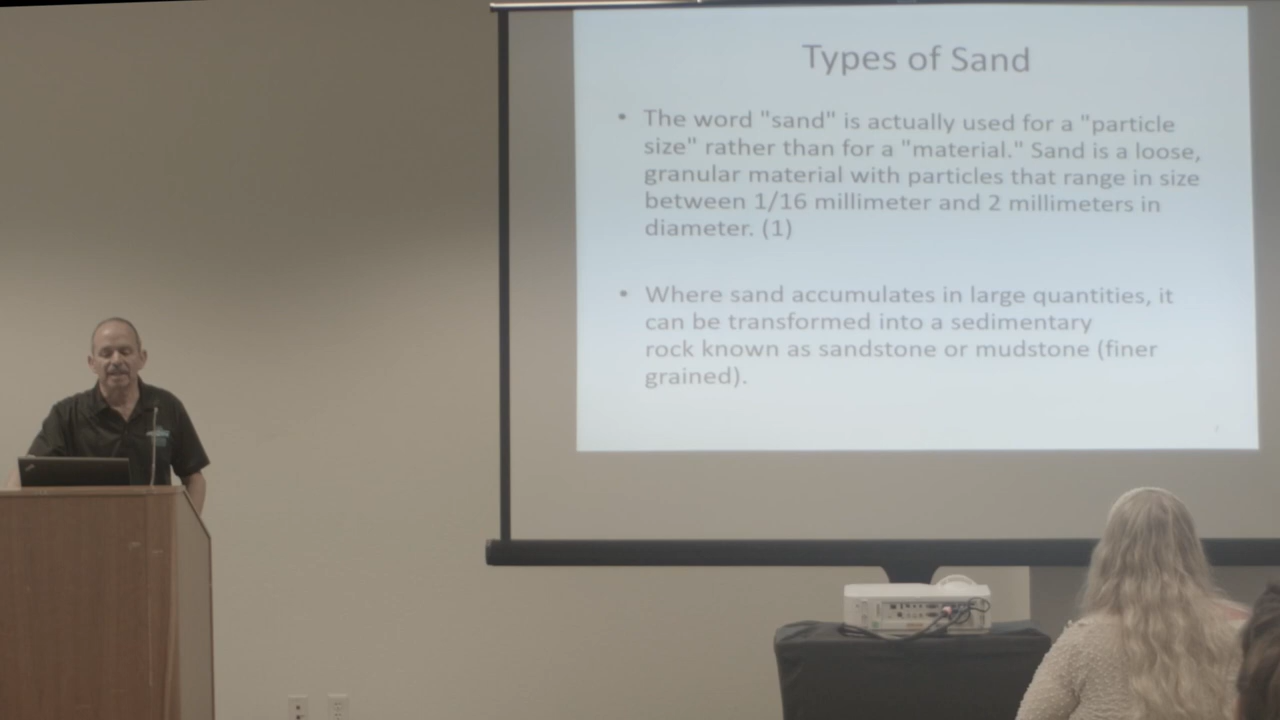 Types of Sand
• The word "sand" is actually used for a "particle
size" rather than for a "material." Sand is a loose,
granular material with particles that range in size
between 1/16 millimeter and 2 millimeters in
diameter. (1)
• Where sand accumulates in large quantities, it
can be transformed into a sedimentary
rock known as sandstone or mudstone (finer
grained).